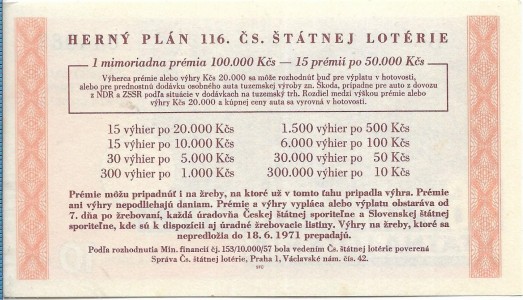 HERNÝ PLÁN 116. ČS. ŠTÁTNEJ LOTÉRIE
1 mimoriadna prémia 100.000 Kčs — 15 prémií po 50.000 Kčs
Výherca prémie alebo výhry Kčs 20.000 sa môže rozhodnúť buď pre výplatu v hotovosti,
alebo pre prednostnú dodávku osobného auta tuzemskej výroby zn. Škoda, prípadne pre auto z dovozu
z NDR a ZSSR podľa situácie v dodávkach na tuzemský trh. Rozdiel medzi výškou prémie alebo
výhry Kčs 20.000 a kúpnej ceny auta sa vyrovná v hotovosti.
15 výhier po 20.000 Kčs 1.500 výhier po 500 Kčs
15 výhier po 10.000 Kčs 6.000 výhier po 100 Kčs
30 výhier po 5.000 Kčs 30.000 výhier po 50 Kčs
300 výhier po 1.000 Kčs 300.000 výhier po 10 Kčs
Prémie môžu pripadnúť i na žreby, na ktoré už v tomto ťahu pripadla výhra. Prémie
ani výhry nepodliehajú daniam. Prémie a výhry vypláca alebo výplatu obstaráva od
7. dňa po žrebovaní, každá úradovňa Českej štátnej sporiteľne a Slovenskej štátnej
sporiteľne, kde sú k dispozícii aj úradné žrebovacie listiny. Výhry na žreby, ktoré sa
nepredložia do 18. 6. 1971 prepadajú.
Podľa rozhodnutia Min. financií čj. 153/10.000/57 bola vedením Čs. štátnej lotérie poverená
Správa Čs. štátnej lotérie, Praha 1, Václavské nám. čís. 42.